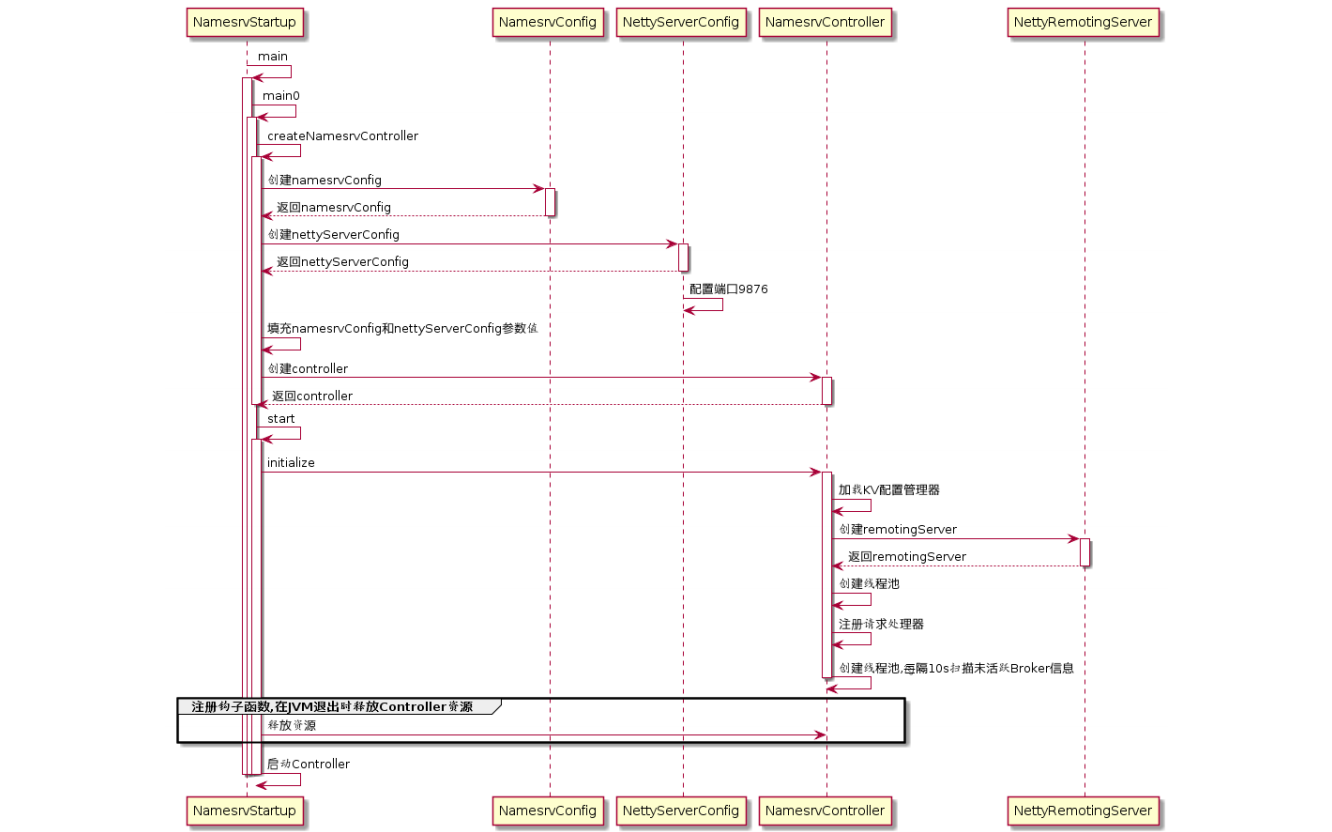 NamesrvStartup NamesrvConfig NettyServerConfig NamesrvController NettyRemotingServer
main
main0
createNamesrvController
创建namesrvConfig
返回namesrvConfig
创建nettyServerConfig
返回nettyServerConfig
配置端口9876
填充namesrvConfig和nettyServerConfig参数值
创建controller
返回controller
start
initialize
加载KV配置管理器
创建remotingServer
返回remotingServer
创建线程池
注册请求处理器
创建线程池,每隔10s扫描未活跃Broker信息
注册钩子函数,在JVM退出时释放Controller资源
释放资源
启动Controller
NamesrvStartup NamesrvConfig NettyServerConfig NamesrvController NettyRemotingServer